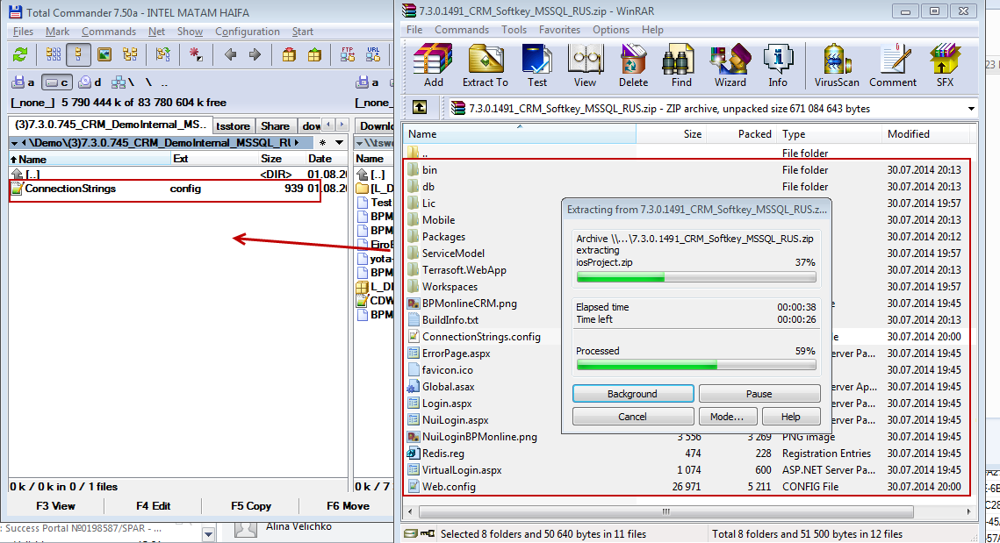 Total Commander 7.50a - INTEL MATAM HAIFA
Files Mark Commands Net Show Configuration Start
FTP URL
a c d \ \ .
a
[_none_] 5 790 444 k of 83 780 604 k free
[_none_
(3)7.3.0.745_CRM_DemoInternal_MS.. tsstore Share dow
Downlo
\Demo\(3)7.3.0.745_CRM_DemoInternal_MSSQL_RU * ▼
\\tsw
Name Ext Size Date
Name
[..] <DIR> 01.08.20
[..]
ConnectionStrings config 939 01.08.20
[L_D
Test
BPM
BPM
BPM
L_DI
CDW
BPM
0 k / 0 k in 0 / 1 files
0 k / 7
F3 View F4 Edit F5 Copy F6 Move
: Success Portal №0198587/SPAR - ...
Alina Velichko
7.3.0.1491_CRM_Softkey_MSSQL_RUS.zip - WinRAR
File Commands Tools Favorites Options Help
Add Extract To Test View Delete Find Wizard Info VirusScan Comment SFX
7.3.0.1491_CRM_Softkey_MSSQL_RUS.zip - ZIP archive, unpacked size 671 084 643 bytes
Name Size Packed Type Modified
.. File folder
bin File folder 30.07.2014 20:13
db File folder 30.07.2014 20:13
Lic 30.07.2014 19:57
Mobile 30.07.2014 20:13
Packages 30.07.2014 20:12
ServiceModel 30.07.2014 19:57
Terrasoft.WebApp 30.07.2014 20:13
Workspaces 30.07.2014 19:57
BPMonlineCRM.png e 30.07.2014 19:45
BuildInfo.txt 30.07.2014 20:13
ConnectionStrings.config le 30.07.2014 20:00
ErrorPage.aspx erver Pa... 30.07.2014 19:45
favicon.ico 30.07.2014 19:45
Global.asax erver Ap... 30.07.2014 19:45
Login.aspx erver Pa... 30.07.2014 19:45
NuiLogin.aspx erver Pa... 30.07.2014 19:45
NuiLoginBPMonline.png 3 556 3 269 PNG image 30.07.2014 19:45
Redis.reg 474 228 Registration Entries 30.07.2014 19:45
VirtualLogin.aspx 1 074 600 ASP.NET Server Pa... 30.07.2014 19:45
Web.config 26 971 5 211 CONFIG File 30.07.2014 20:00
Extracting from 7.3.0.1491_CRM_Softkey_MSSQL_RUS.z...
Archive \\...\7.3.0.1491_CRM_Softkey_MSSQL_RUS.zip
extracting
iosProject.zip 37%
Elapsed time 00:00:38
Time left 00:00:26
Processed 59%
Background Pause
Cancel Mode... Help
Selected 8 folders and 50 640 bytes in 11 files
Total 8 folders and 51 500 bytes in 12 files